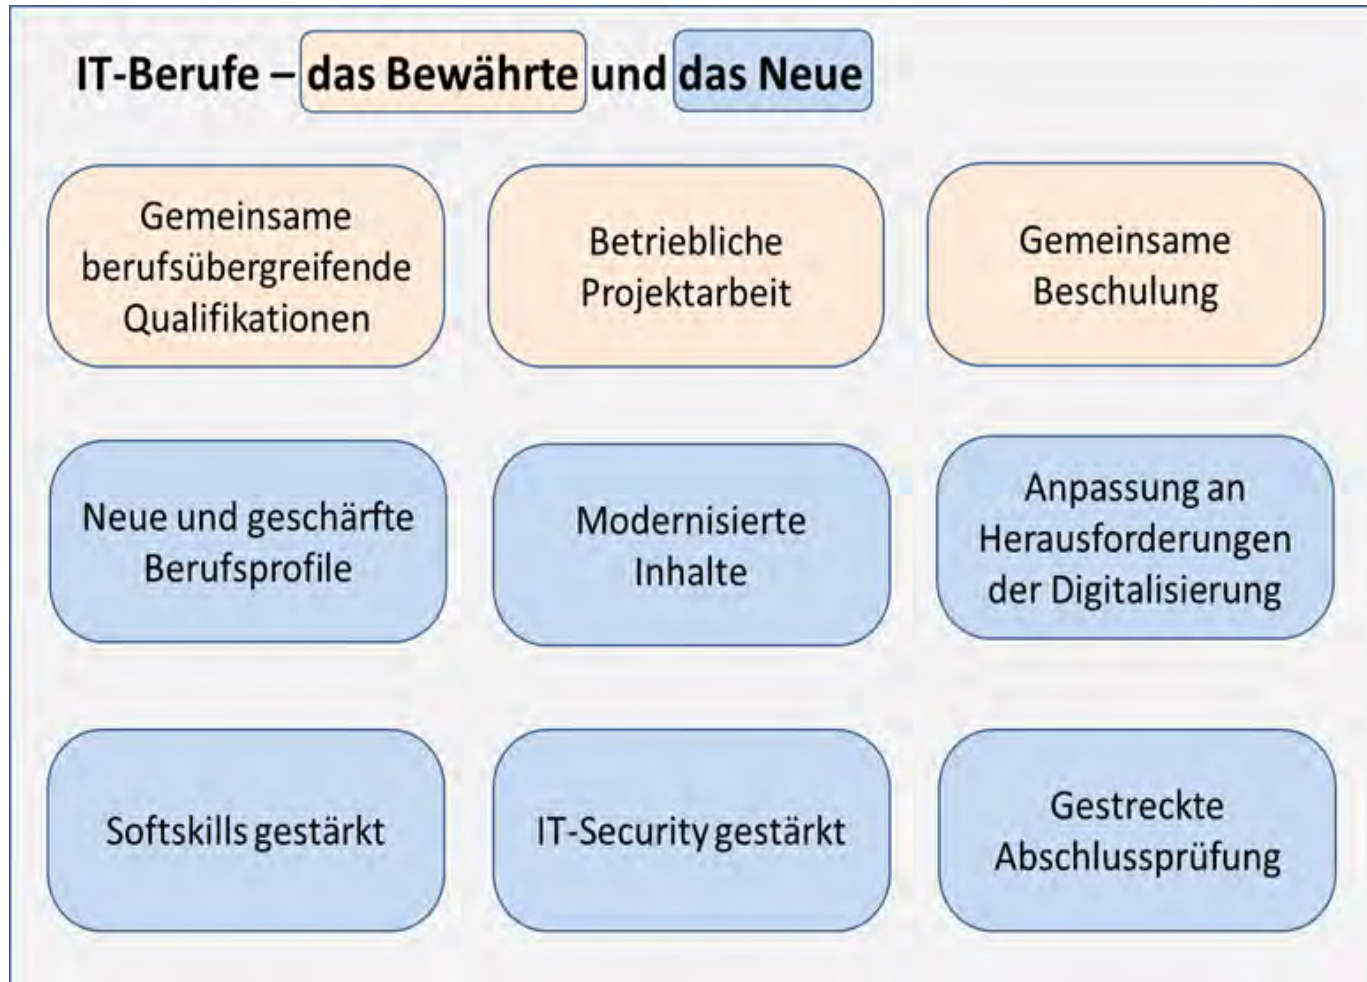 IT-Berufe – das Bewährte und das Neue
Gemeinsame
berufsübergreifende
Qualifikationen
Betriebliche
Projektarbeit
Gemeinsame
Beschulung
Neue und geschärfte
Berufsprofile
Modernisierte
Inhalte
Anpassung an
Herausforderungen
der Digitalisierung
Softskills gestärkt
IT-Security gestärkt
Gestreckte
Abschlussprüfung